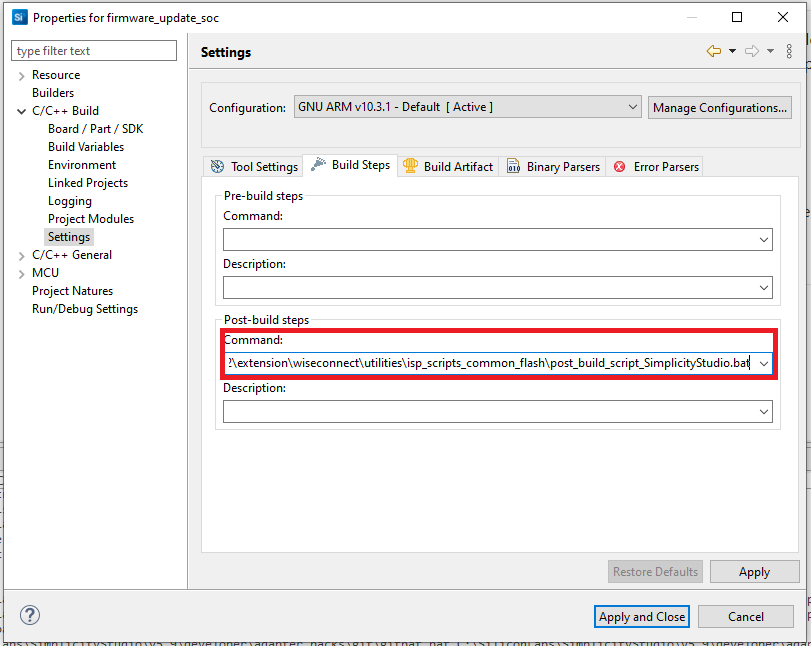 Si Properties for firmware_update_soc
type filter text
Resource
Builders
C/C++ Build
Board / Part / SDK
Build Variables
Environment
Linked Projects
Logging
Project Modules
Settings
C/C++ General
MCU
Project Natures
Run/Debug Settings
Settings
Configuration: GNU ARM v10.3.1 - Default [ Active ] Manage Configurations...
Tool Settings Build Steps Build Artifact Binary Parsers Error Parsers
Pre-build steps
Command:
Description:
Post-build steps
Command:
\extension\wiseconnect\utilities\isp_scripts_common_flash\post_build_script_SimplicityStudio.bat
Description:
Restore Defaults Apply
? Apply and Close Cancel